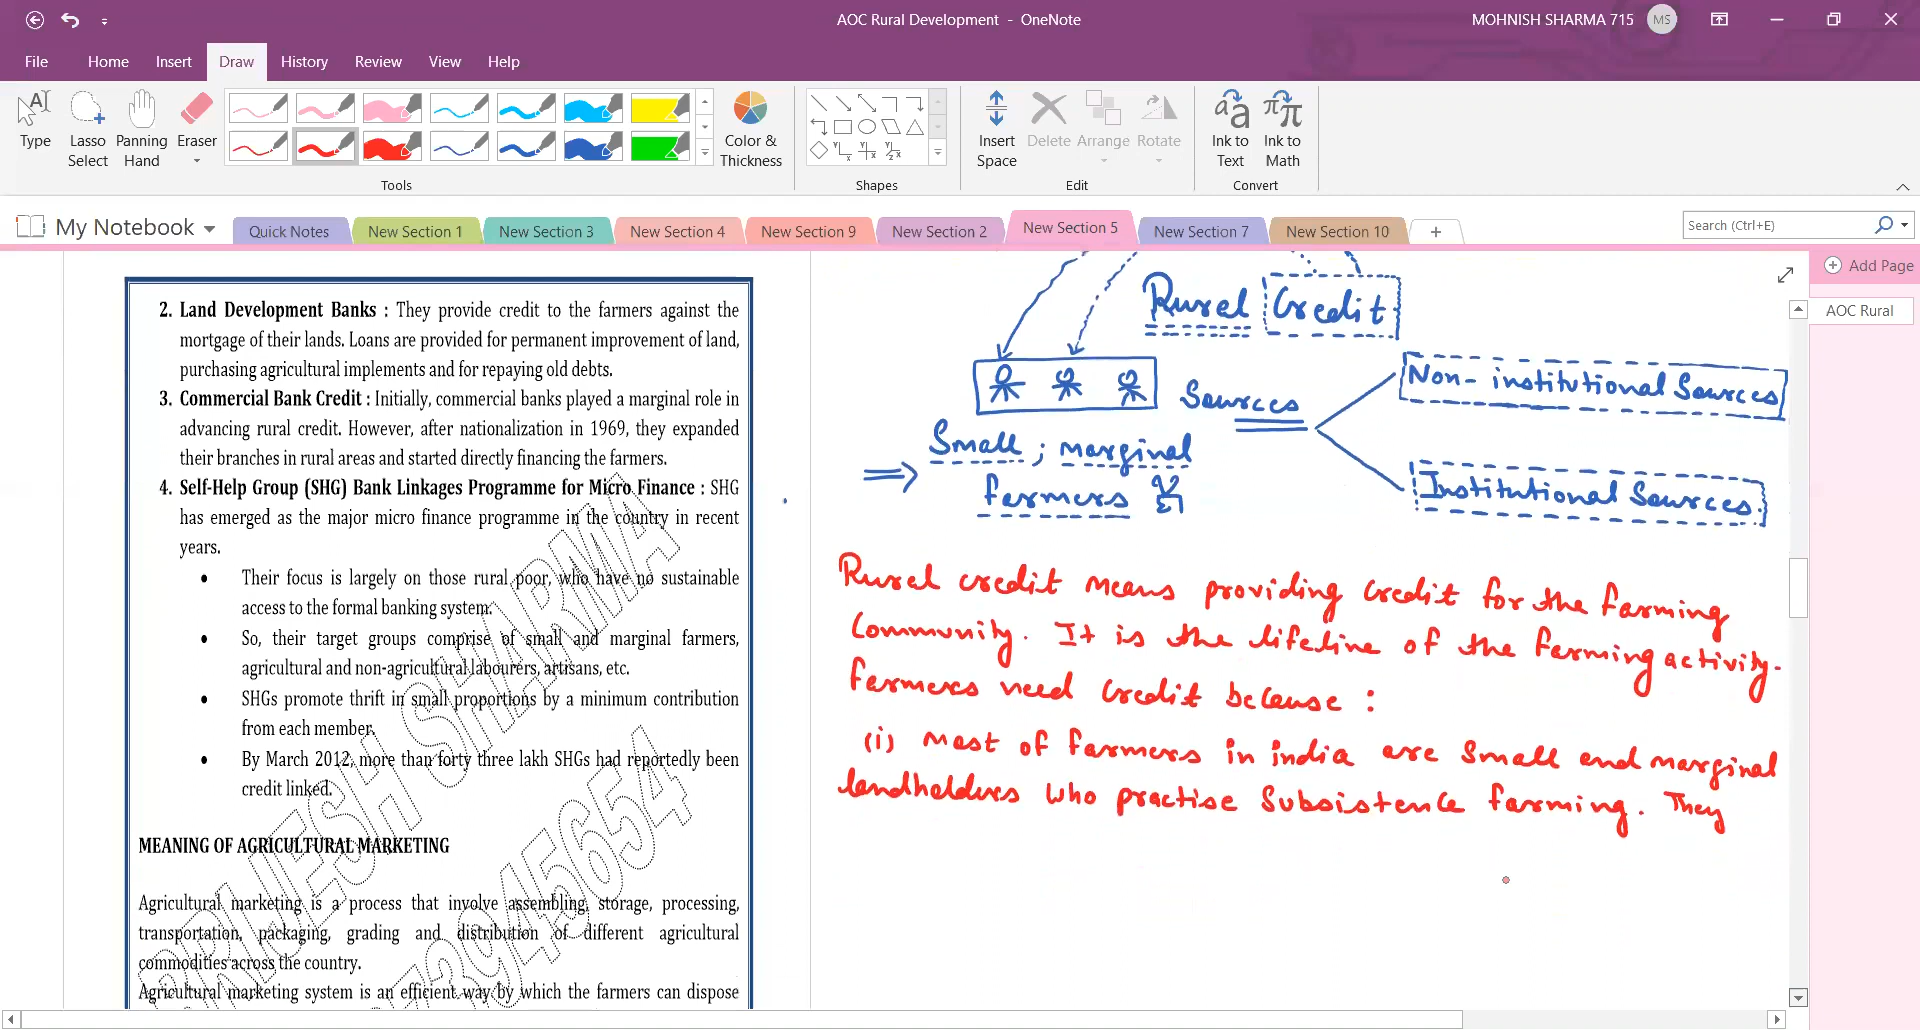 AOC Rural Development - OneNote
MOHNISH SHARMA 715
MS
File
Home
Insert
Draw
History
Review
View
Help
Type
Lasso Select
Panning Hand
Eraser
Color & Thickness
Insert Space
Delete
Arrange
Rotate
Ink to Text
Ink to Math
Tools
Shapes
Edit
Convert
My Notebook
Quick Notes
New Section 1
New Section 3
New Section 4
New Section 9
New Section 2
New Section 5
New Section 7
New Section 10
Search (Ctrl+E)
Add Page
AOC Rural
2. Land Development Banks : They provide credit to the farmers against the
mortgage of their lands. Loans are provided for permanent improvement of land,
purchasing agricultural implements and for repaying old debts.
3. Commercial Bank Credit : Initially, commercial banks played a marginal role in
advancing rural credit. However, after nationalization in 1969, they expanded
their branches in rural areas and started directly financing the farmers.
4. Self-Help Group (SHG) Bank Linkages Programme for Micro Finance : SHG
has emerged as the major micro finance programme in the country in recent
years.
• Their focus is largely on those rural poor, who have no sustainable
access to the formal banking system.
• So, their target groups comprise of small and marginal farmers,
agricultural and non-agricultural labourers, artisans, etc.
• SHGs promote thrift in small proportions by a minimum contribution
from each member.
• By March 2012, more than forty three lakh SHGs had reportedly been
credit linked.
MEANING OF AGRICULTURAL MARKETING
Agricultural marketing is a process that involve assembling, storage, processing,
transportation, packaging, grading and distribution of different agricultural
commodities across the country.
Agricultural marketing system is an efficient way by which the farmers can dispose
BRIJESH SHARMA
73945654
Rural Credit
Sources
Non-institutional Sources
Institutional Sources.
Small ; marginal
farmers
Rural credit means providing credit for the farming
Community. It is the lifeline of the farming activity.
Farmers need credit because :
(i) Most of farmers in india are small and marginal
landholders who practise subsistence farming. They